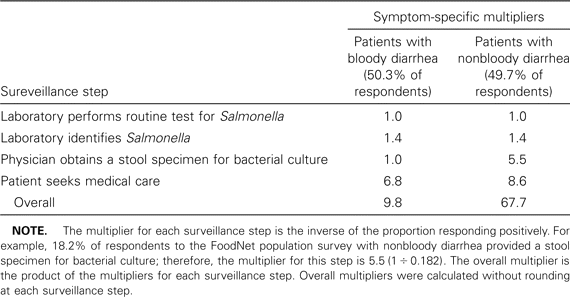 Symptom-specific multipliers
Patients with Patients with
bloody diarrhea nonbloody diarrhea
(50.3% of (49.7% of
Sureveillance step respondents) respondents)
Laboratory performs routine test for Salmonella 1.0 1.0
Laboratory identifies Salmonella 1.4 1.4
Physician obtains a stool specimen for bacterial culture 1.0 5.5
Patient seeks medical care 6.8 8.6
Overall 9.8 67.7
NOTE. The multiplier for each surveillance step is the inverse of the proportion responding positively. For
example, 18.2% of respondents to the FoodNet population survey with nonbloody diarrhea provided a stool
specimen for bacterial culture; therefore, the multiplier for this step is 5.5 (1 ÷ 0.182). The overall multiplier is
the product of the multipliers for each surveillance step. Overall multipliers were calculated without rounding
at each surveillance step.